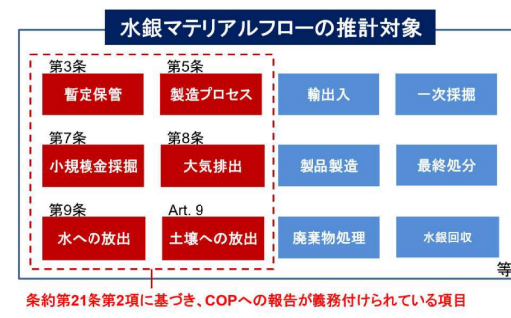 水銀マテリアルフローの推計対象
第3条 第5条
暫定保管 製造プロセス 輸出入 一次採掘
第7条 第8条
小規模金採掘 大気排出 製品製造 最終処分
第9条 Art. 9
水への放出 土壌への放出 廃棄物処理 水銀回収
等
条約第21条第2項に基づき、COPへの報告が義務付けられている項目